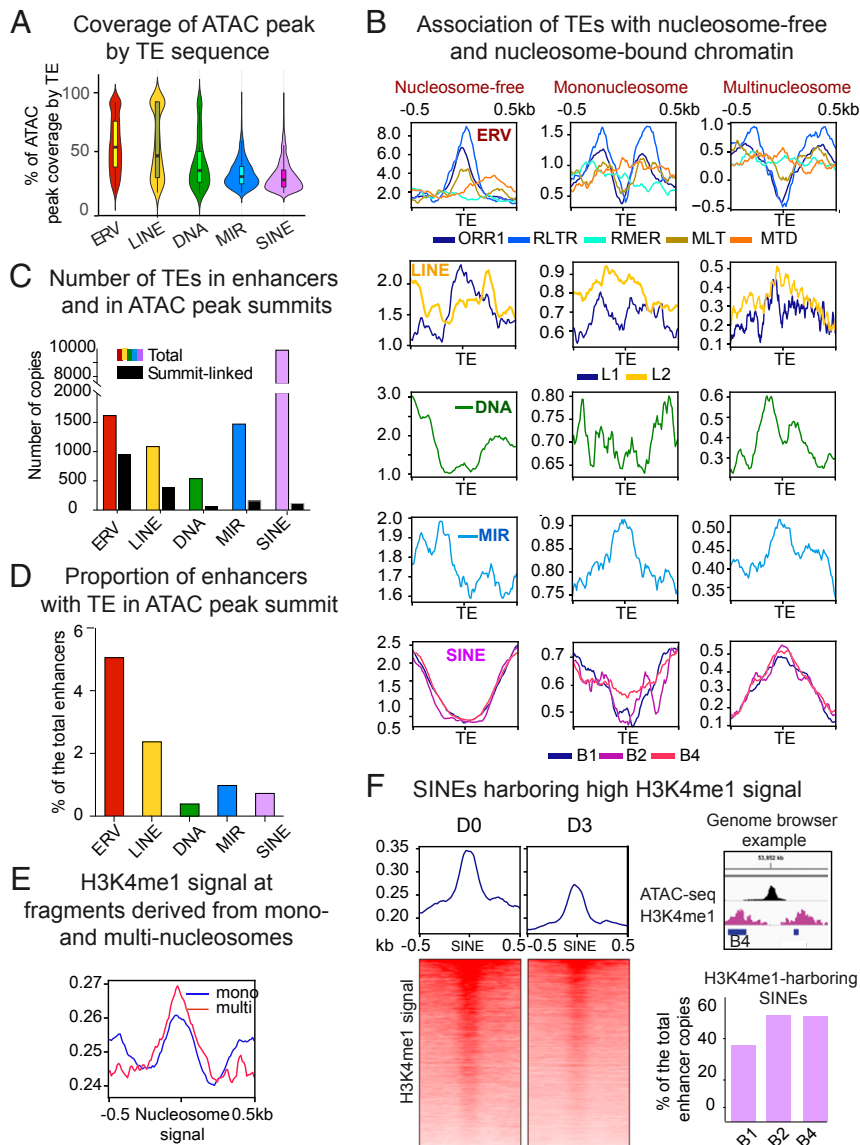 A
Coverage of ATAC peak
by TE sequence
% of ATAC
peak coverage by TE
100
50
0
ERV
LINE
DNA
MIR
SINE
B
Association of TEs with nucleosome-free
and nucleosome-bound chromatin
Nucleosome-free
Mononucleosome
Multinucleosome
-0.5
0.5kb
-0.5
0.5kb
ERV
8.0
6.0
4.0
2.0
TE
1.5
1.0
0.5
TE
1.0
0.5
0.0
−0.5
TE
ORR1 RLTR RMER MLT MTD
LINE
2.0
1.5
1.0
TE
0.9
0.8
0.7
0.6
TE
0.5
0.4
0.3
0.2
0.1
TE
L1 L2
DNA
3.0
2.0
1.0
TE
0.80
0.75
0.70
0.65
TE
0.6
0.5
0.4
0.3
TE
MIR
2.0
1.9
1.8
1.7
1.6
TE
0.9
0.8
TE
0.50
0.45
0.40
0.35
TE
SINE
2.5
2.0
1.5
1.0
0.5
TE
0.7
0.6
0.5
TE
0.5
0.4
0.3
0.2
0.1
TE
B1 B2 B4
C
Number of TEs in enhancers
and in ATAC peak summits
Total
Summit-linked
Number of copies
10000
8000
2000
1500
1000
500
0
ERV
LINE
DNA
MIR
SINE
D
Proportion of enhancers
with TE in ATAC peak summit
% of the total enhancers
6
4
2
0
ERV
LINE
DNA
MIR
SINE
E
H3K4me1 signal at
fragments derived from mono-
and multi-nucleosomes
0.27
0.26
0.25
0.24
mono
multi
-0.5 Nucleosome 0.5kb
signal
F
SINEs harboring high H3K4me1 signal
D0
D3
0.35
0.30
0.25
0.20
kb -0.5 SINE 0.5
-0.5 SINE 0.5
H3K4me1 signal
Genome browser
example
53,852 kb
ATAC-seq
H3K4me1
B4
H3K4me1-harboring
SINEs
% of the total
enhancer copies
60
40
20
0
B1
B2
B4